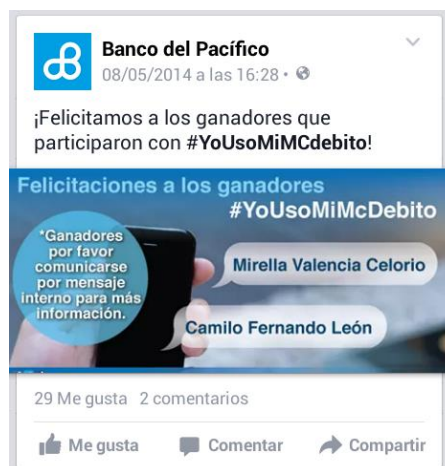 Banco del Pacífico
08/05/2014 a las 16:28 •
¡Felicitamos a los ganadores que
participaron con #YoUsoMiMCdebito!
Felicitaciones a los ganadores
#YoUsoMiMcDebito
*Ganadores
por favor
comunicarse
por mensaje
interno para más
información.
Mirella Valencia Celorio
Camilo Fernando León
29 Me gusta 2 comentarios
Me gusta Comentar Compartir